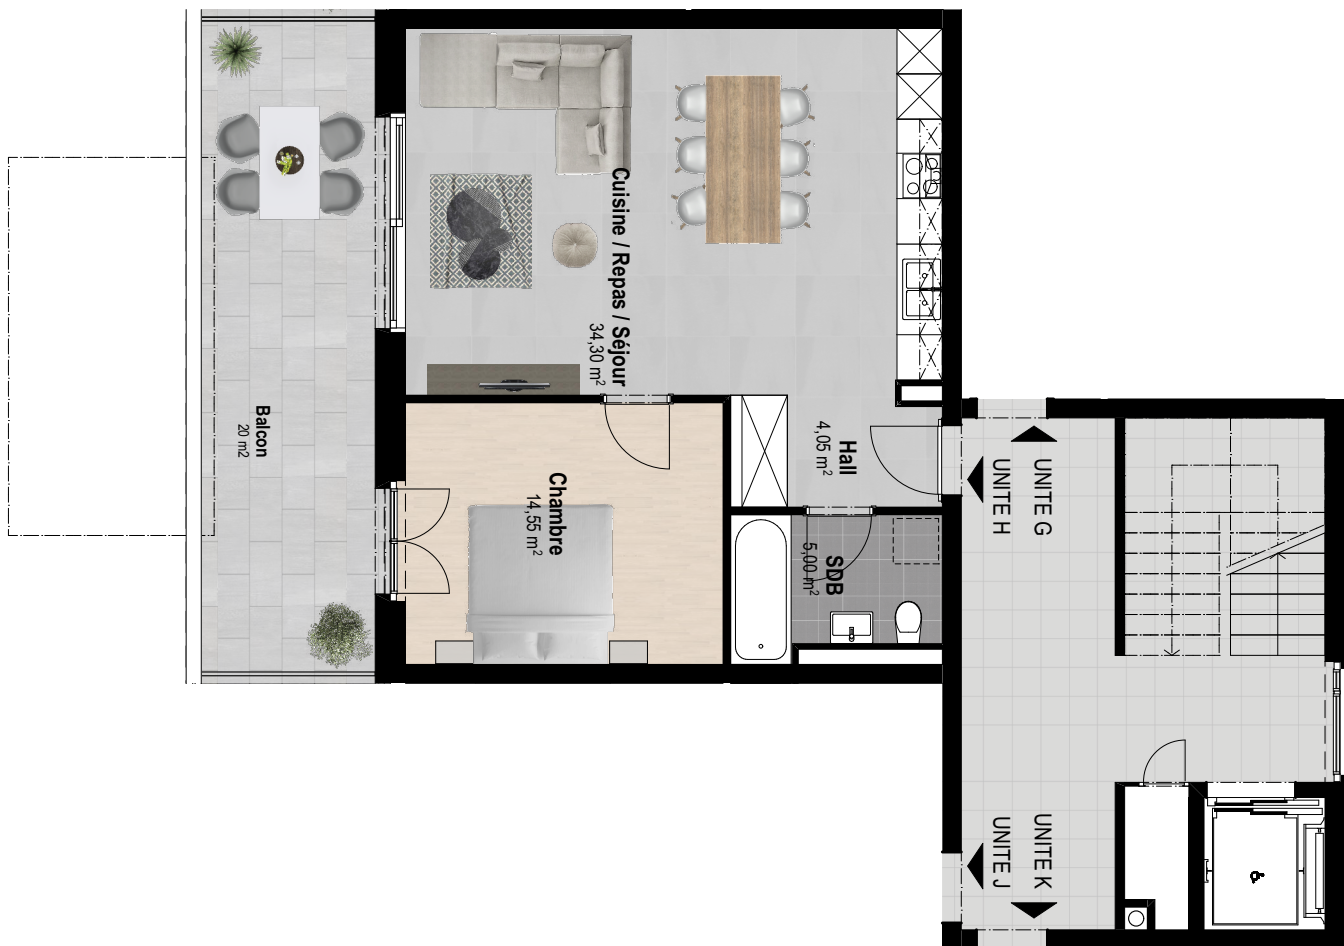 Cuisine / Repas / Séjour
34,30 m²
Balcon
20 m2
Chambre
14,55 m²
Hall
4,05 m²
SDB
5,00 m²
UNITE G
UNITE H
UNITE K
UNITE J